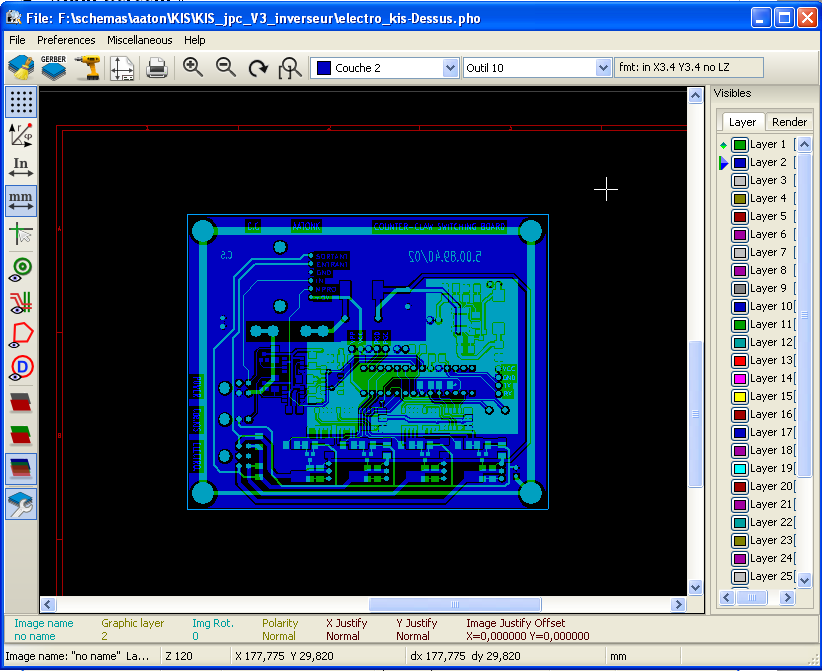 File: F:\schemas\aaton\KIS\KIS_jpc_V3_inverseur\electro_kis-Dessus.pho
File Preferences Miscellaneous Help
GERBER
Couche 2 Outil 10 fmt: in X3.4 Y3.4 no LZ
Visibles
Layer Render
In
mm
D
COUNTER CLAW SWITCHING BOARD
5.00.89.40/02
C.S
Layer 1
Layer 2
Layer 3
Layer 4
Layer 5
Layer 6
Layer 7
Layer 8
Layer 9
Layer 10
Layer 11
Layer 12
Layer 13
Layer 14
Layer 15
Layer 16
Layer 17
Layer 18
Layer 19
Layer 20
Layer 21
Layer 22
Layer 23
Layer 24
Layer 25
Image name Graphic layer Img Rot. Polarity X Justify Y Justify Image Justify Offset
no name 2 0 Normal Normal Normal X=0,000000 Y=0,000000
Image name: "no name" La... Z 120 X 177,775 Y 29,820 dx 177,775 dy 29,820 mm